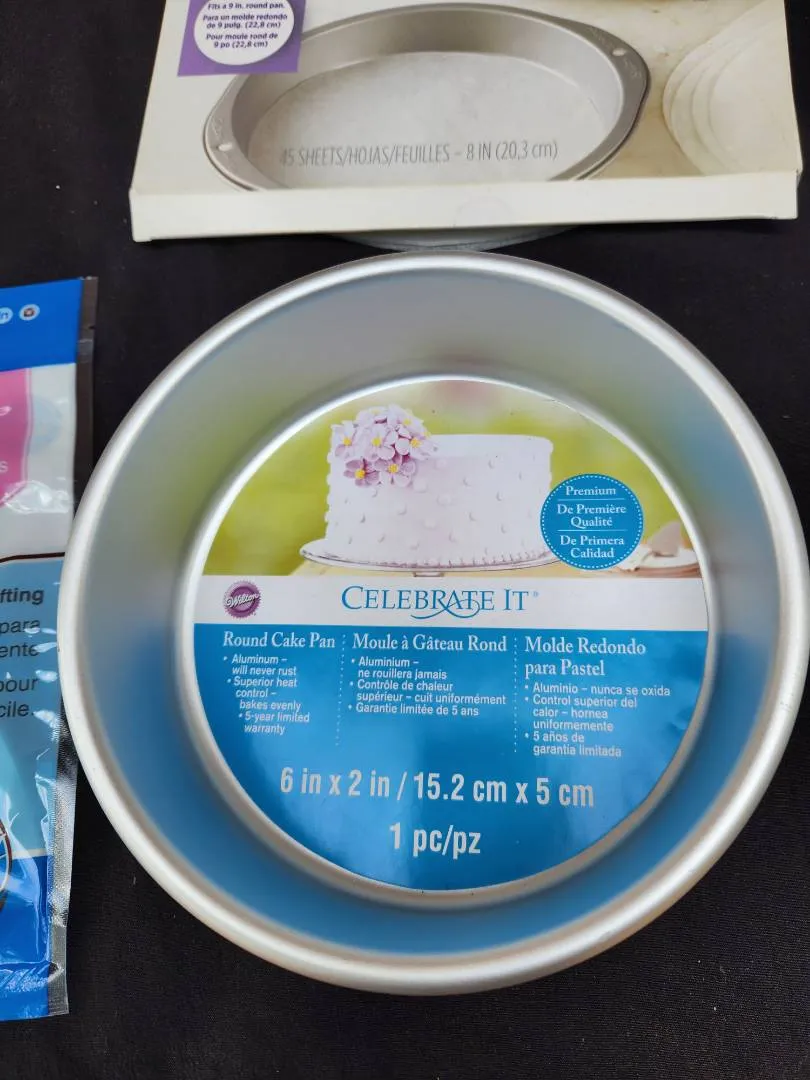 Fits a 9 in. round pan.
Para un molde redondo
de 9 pulg. (22,8 cm)
Pour moule rond de
9 po (22,8 cm)
45 SHEETS/HOJAS/FEUILLES – 8 IN (20,3 cm)
in
s
fting
para
ente
pour
cile.
Premium
De Première
Qualité
De Primera
Calidad
Wilton
CELEBRATE IT®
Round Cake Pan
• Aluminum –
will never rust
• Superior heat
control –
bakes evenly
• 5-year limited
warranty
Moule à Gâteau Rond
• Aluminium –
ne rouillera jamais
• Contrôle de chaleur
supérieur – cuit uniformément
• Garantie limitée de 5 ans
Molde Redondo
para Pastel
• Aluminio – nunca se oxida
• Control superior del
calor – hornea
uniformemente
• 5 años de
garantía limitada
6 in x 2 in / 15.2 cm x 5 cm
1 pc/pz